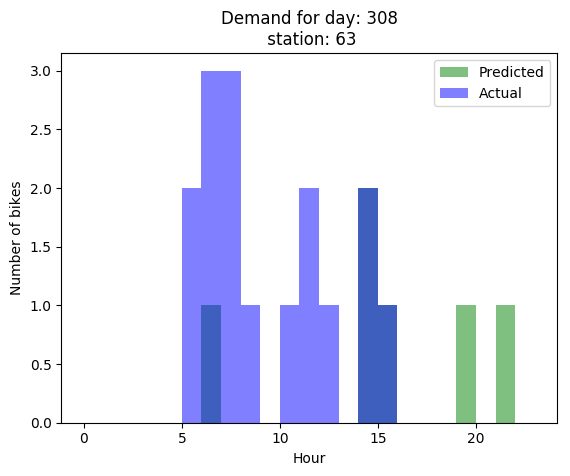 Demand for day: 308
station: 63
Predicted
Actual
3.0
2.5
2.0
1.5
1.0
0.5
0.0
Number of bikes
0 5 10 15 20
Hour